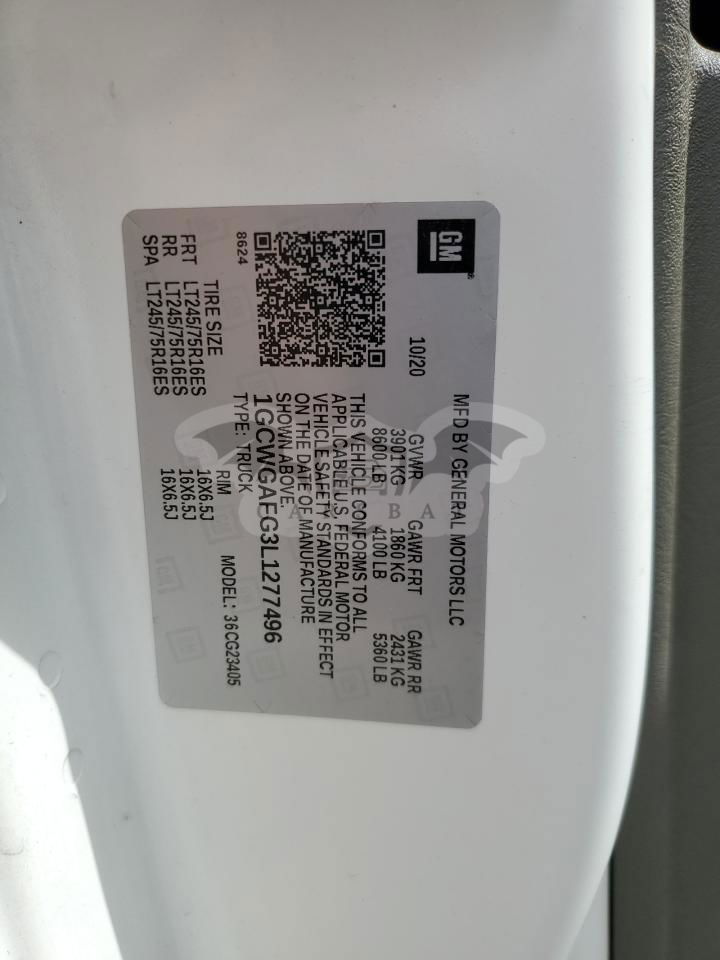 GM
MFD BY GENERAL MOTORS LLC
10/20
GVWR GAWR FRT GAWR RR
3901 KG 1860 KG 2431 KG
8600 LB 4100 LB 5360 LB
THIS VEHICLE CONFORMS TO ALL
APPLICABLE U.S. FEDERAL MOTOR
VEHICLE SAFETY STANDARDS IN EFFECT
ON THE DATE OF MANUFACTURE
SHOWN ABOVE.
1GCWGAFG3L1277496
TYPE: TRUCK
8624
MODEL: 36CG23405
TIRE SIZE RIM
FRT LT245/75R16ES 16X6.5J
RR LT245/75R16ES 16X6.5J
SPA LT245/75R16ES 16X6.5J